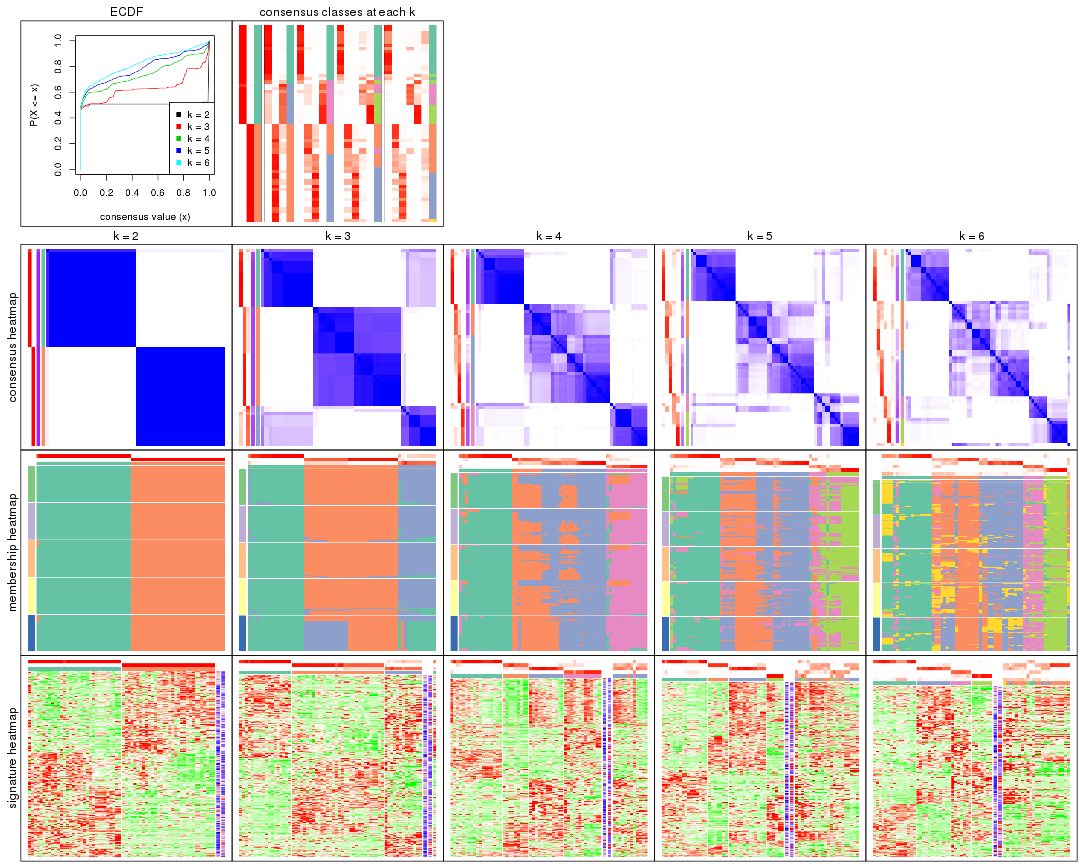 ECDF
consensus classes at each k
P(X <= x)
1.0
0.8
0.6
0.4
0.2
0.0
k = 2
k = 3
k = 4
k = 5
k = 6
0.0 0.2 0.4 0.6 0.8 1.0
consensus value (x)
k = 2
k = 3
k = 4
k = 5
k = 6
consensus heatmap
membership heatmap
signature heatmap